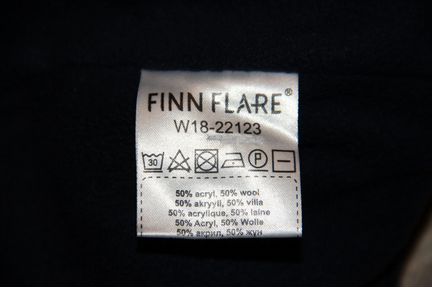 FINN FLARE®
W18-22123
30 P
50% acryl, 50% wool
50% akryyli, 50% villa
50% acrylique, 50% laine
50% Acryl, 50% Wolle
50% акрил, 50% жүн